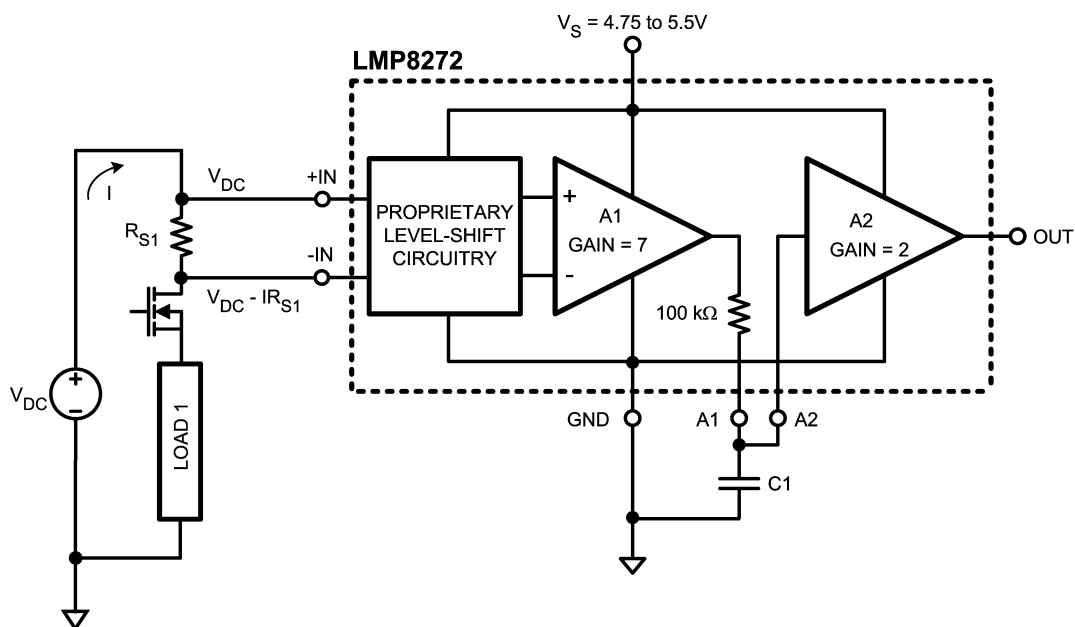 V_S = 4.75 to 5.5V
LMP8272
I
V_DC
+IN
R_S1
-IN
V_DC - IR_S1
PROPRIETARY
LEVEL-SHIFT
CIRCUITRY
+
-
A1
GAIN = 7
A2
GAIN = 2
OUT
100 kΩ
V_DC
+
−
LOAD 1
GND
A1
A2
C1